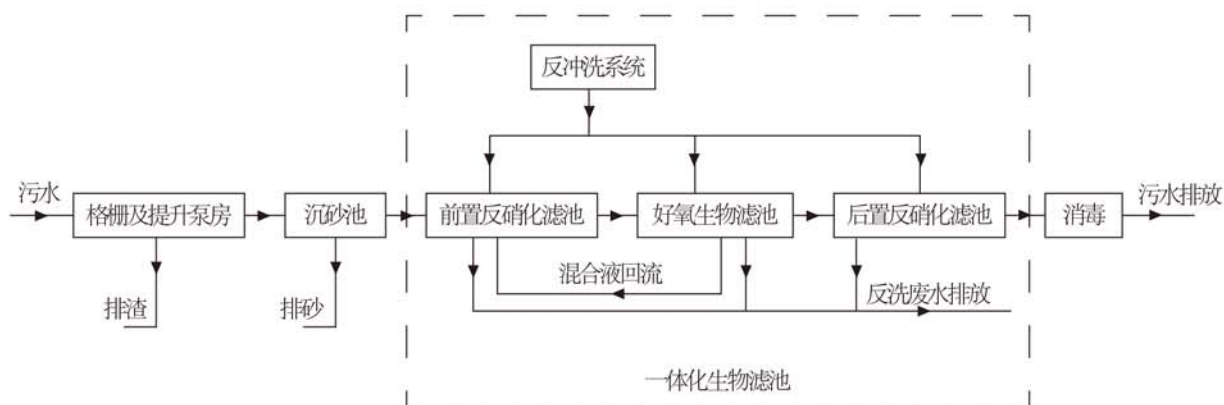 反冲洗系统
污水
格栅及提升泵房
沉砂池
前置反硝化滤池
好氧生物滤池
后置反硝化滤池
消毒
污水排放
混合液回流
排渣
排砂
反洗废水排放
一体化生物滤池